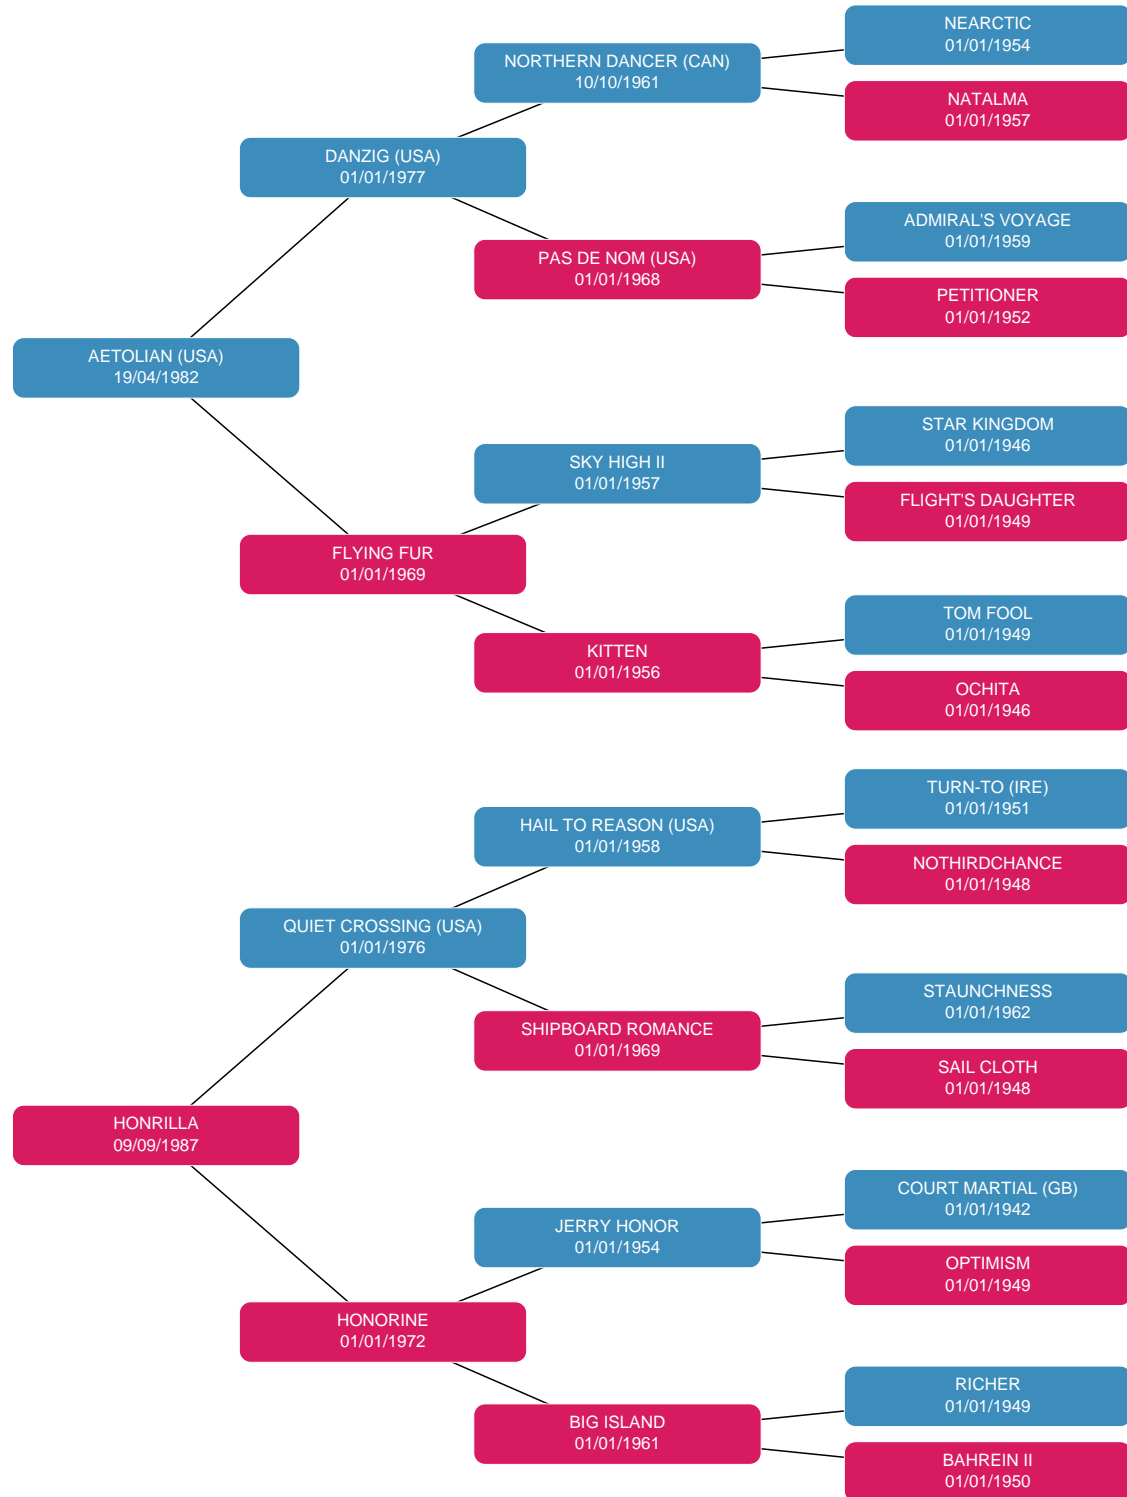 NEARCTIC
01/01/1954
NORTHERN DANCER (CAN)
10/10/1961
NATALMA
01/01/1957
DANZIG (USA)
01/01/1977
ADMIRAL'S VOYAGE
01/01/1959
PAS DE NOM (USA)
01/01/1968
PETITIONER
01/01/1952
AETOLIAN (USA)
19/04/1982
STAR KINGDOM
01/01/1946
SKY HIGH II
01/01/1957
FLIGHT'S DAUGHTER
01/01/1949
FLYING FUR
01/01/1969
TOM FOOL
01/01/1949
KITTEN
01/01/1956
OCHITA
01/01/1946
TURN-TO (IRE)
01/01/1951
HAIL TO REASON (USA)
01/01/1958
NOTHIRDCHANCE
01/01/1948
QUIET CROSSING (USA)
01/01/1976
STAUNCHNESS
01/01/1962
SHIPBOARD ROMANCE
01/01/1969
SAIL CLOTH
01/01/1948
HONRILLA
09/09/1987
COURT MARTIAL (GB)
01/01/1942
JERRY HONOR
01/01/1954
OPTIMISM
01/01/1949
HONORINE
01/01/1972
RICHER
01/01/1949
BIG ISLAND
01/01/1961
BAHREIN II
01/01/1950